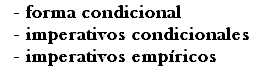 - forma condicional
- imperativos condicionales
- imperativos empíricos